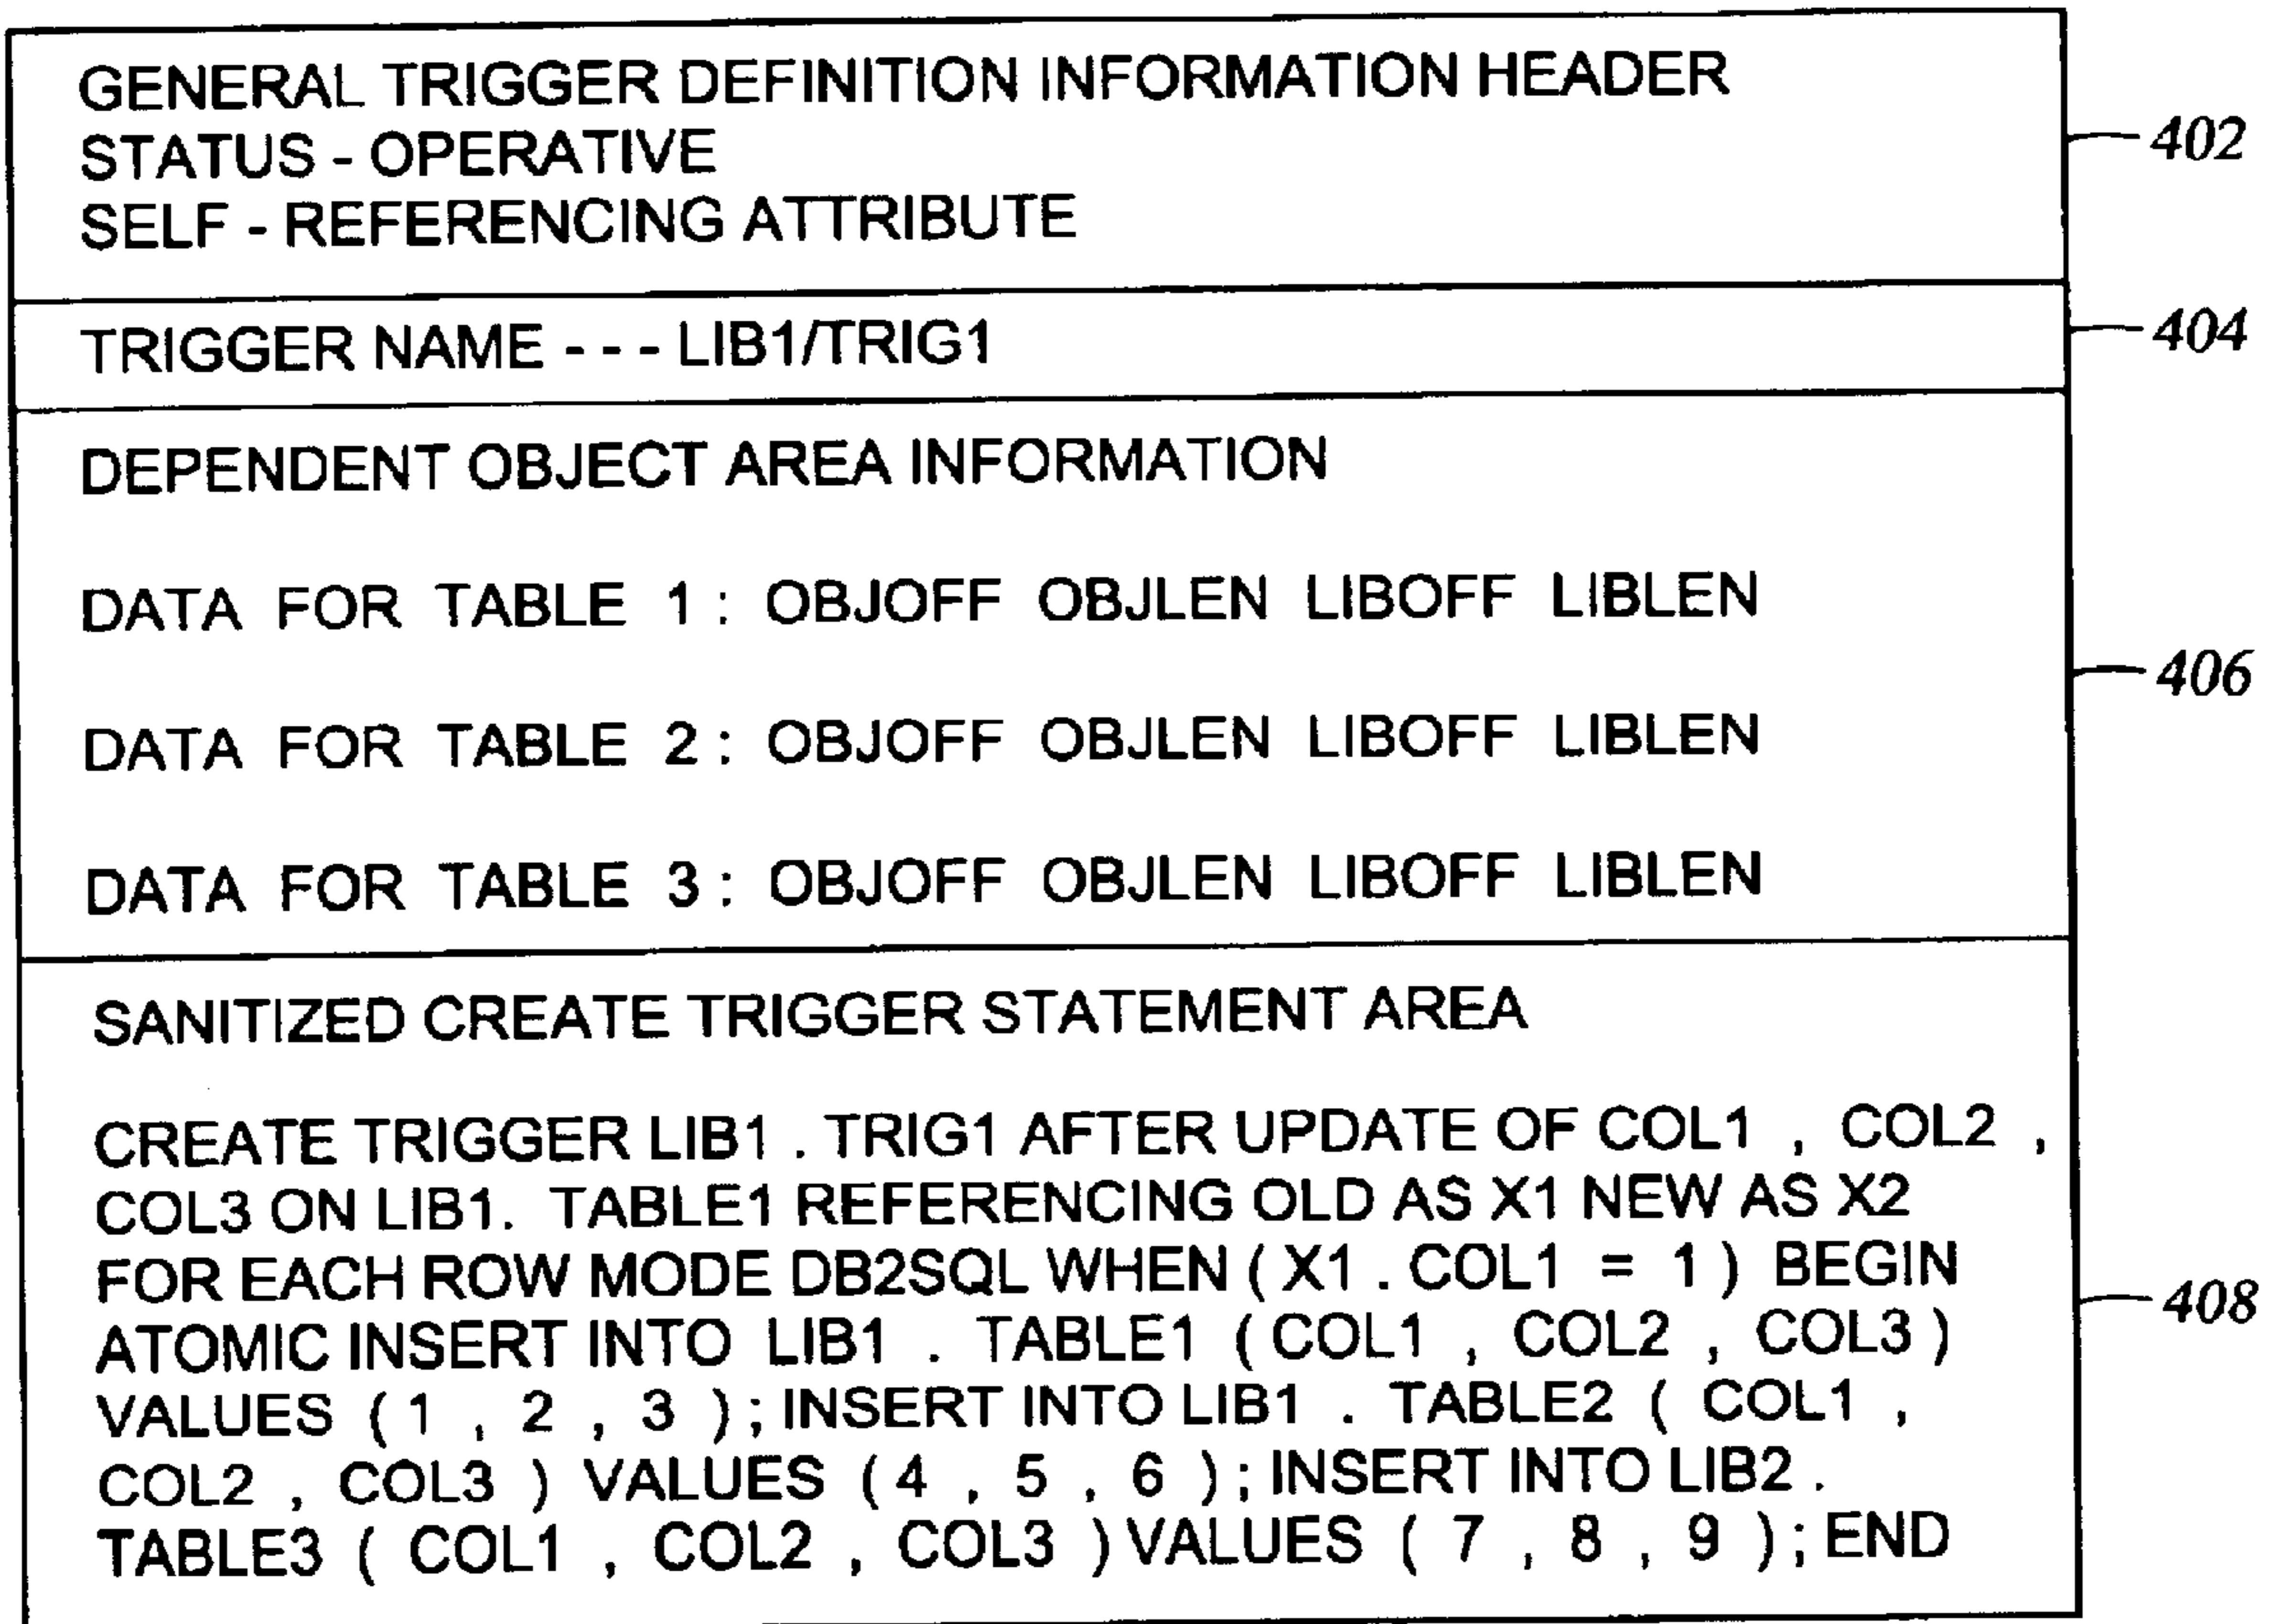 GENERAL TRIGGER DEFINITION INFORMATION HEADER
STATUS - OPERATIVE
SELF - REFERENCING ATTRIBUTE
402
TRIGGER NAME - - - LIB1/TRIG1
404
DEPENDENT OBJECT AREA INFORMATION
DATA FOR TABLE 1 : OBJOFF OBJLEN LIBOFF LIBLEN
406
DATA FOR TABLE 2 : OBJOFF OBJLEN LIBOFF LIBLEN
DATA FOR TABLE 3 : OBJOFF OBJLEN LIBOFF LIBLEN
SANITIZED CREATE TRIGGER STATEMENT AREA
CREATE TRIGGER LIB1 . TRIG1 AFTER UPDATE OF COL1 , COL2 ,
COL3 ON LIB1. TABLE1 REFERENCING OLD AS X1 NEW AS X2
FOR EACH ROW MODE DB2SQL WHEN ( X1 . COL1 = 1 ) BEGIN
ATOMIC INSERT INTO LIB1 . TABLE1 ( COL1 , COL2 , COL3 )
VALUES ( 1 , 2 , 3 ) ; INSERT INTO LIB1 . TABLE2 ( COL1 ,
COL2 , COL3 ) VALUES ( 4 , 5 , 6 ) ; INSERT INTO LIB2 .
TABLE3 ( COL1 , COL2 , COL3 ) VALUES ( 7 , 8 , 9 ) ; END
408